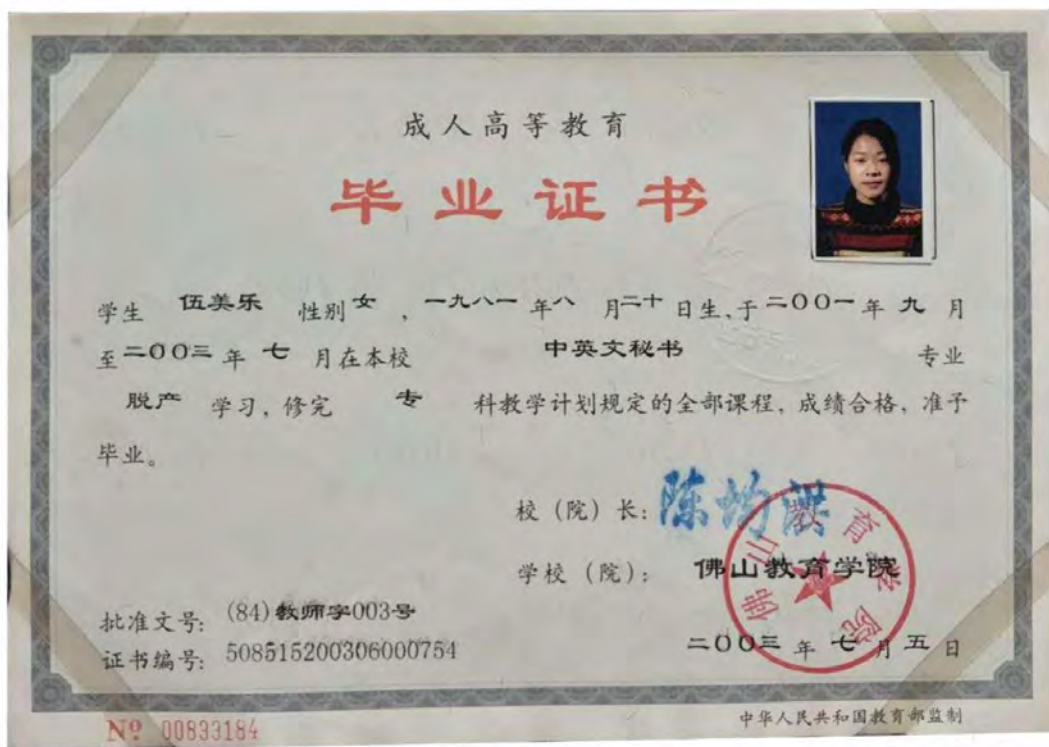 成人高等教育
毕业证书
学生 伍美乐 性别 女 ，一九八一 年 八 月 二十 日生，于 二〇〇一 年 九 月
至 二〇〇三 年 七 月在本校 中英文秘书 专业
脱产 学习，修完 专 科教学计划规定的全部课程，成绩合格，准予
毕业。
校（院）长：
学校（院）： 佛山教育学院
批准文号：(84)教师字003号
二〇〇三 年 七 月 五 日
证书编号：508515200306000754
佛山教育学院
№ 00833184
中华人民共和国教育部监制